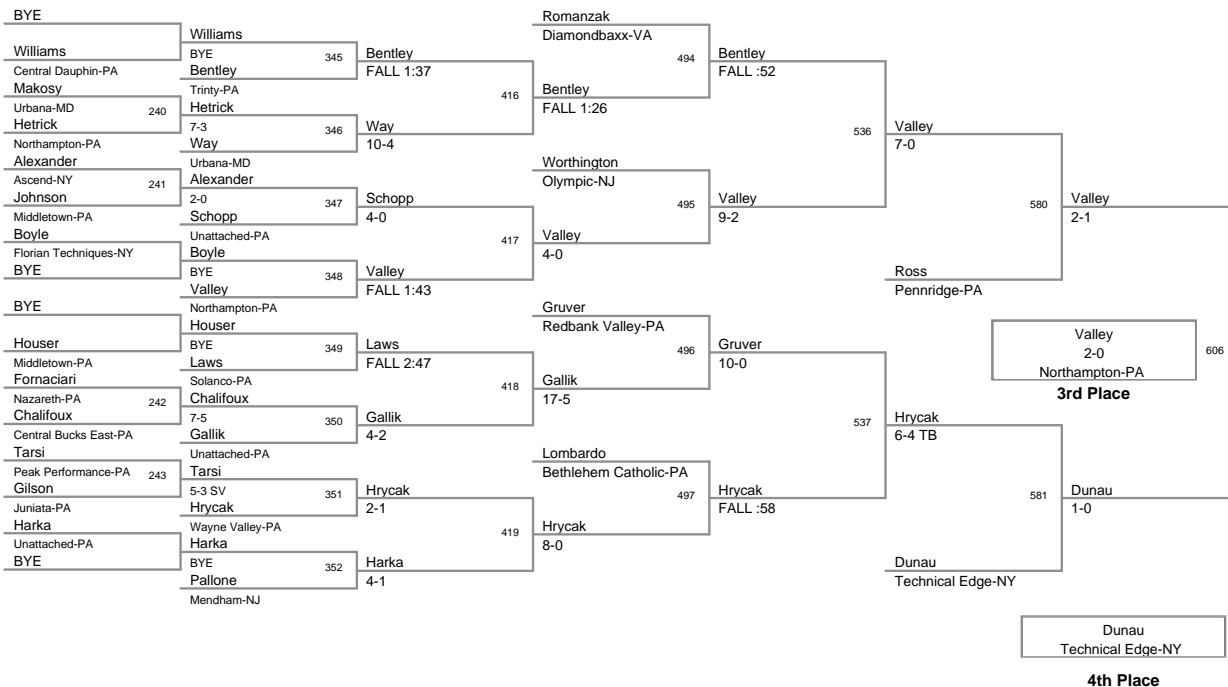 BYE
Williams
Central Dauphin-PA
Makosy
Urbana-MD
240
Hetrick
Northampton-PA
Alexander
Ascend-NY
241
Johnson
Middletown-PA
Boyle
Florian Techniques-NY
BYE
BYE
Houser
Middletown-PA
Fornaciari
Nazareth-PA
242
Chalifoux
Central Bucks East-PA
Tarsi
Peak Performance-PA
243
Gilson
Juniata-PA
Harka
Unattached-PA
BYE
Williams
BYE
345
Bentley
Trinty-PA
Hetrick
7-3
346
Way
Urbana-MD
Alexander
2-0
347
Schopp
Unattached-PA
Boyle
BYE
348
Valley
Northampton-PA
Houser
BYE
349
Laws
Solanco-PA
Chalifoux
7-5
350
Gallik
Unattached-PA
Tarsi
5-3 SV
351
Hrycak
Wayne Valley-PA
Harka
BYE
352
Pallone
Mendham-NJ
Bentley
FALL 1:37
416
Way
10-4
Schopp
4-0
417
Valley
FALL 1:43
Laws
FALL 2:47
418
Gallik
4-2
Hrycak
2-1
419
Harka
4-1
Romanzak
Diamondbaxx-VA
494
Bentley
FALL 1:26
Worthington
Olympic-NJ
495
Valley
4-0
Gruver
Redbank Valley-PA
496
Gallik
17-5
Lombardo
Bethlehem Catholic-PA
497
Hrycak
8-0
Bentley
FALL :52
536
Valley
9-2
Gruver
10-0
537
Hrycak
FALL :58
Valley
7-0
580
Ross
Pennridge-PA
Hrycak
6-4 TB
581
Dunau
Technical Edge-NY
Valley
2-1
Valley
2-0
606
Northampton-PA
3rd Place
Dunau
1-0
Dunau
Technical Edge-NY
4th Place